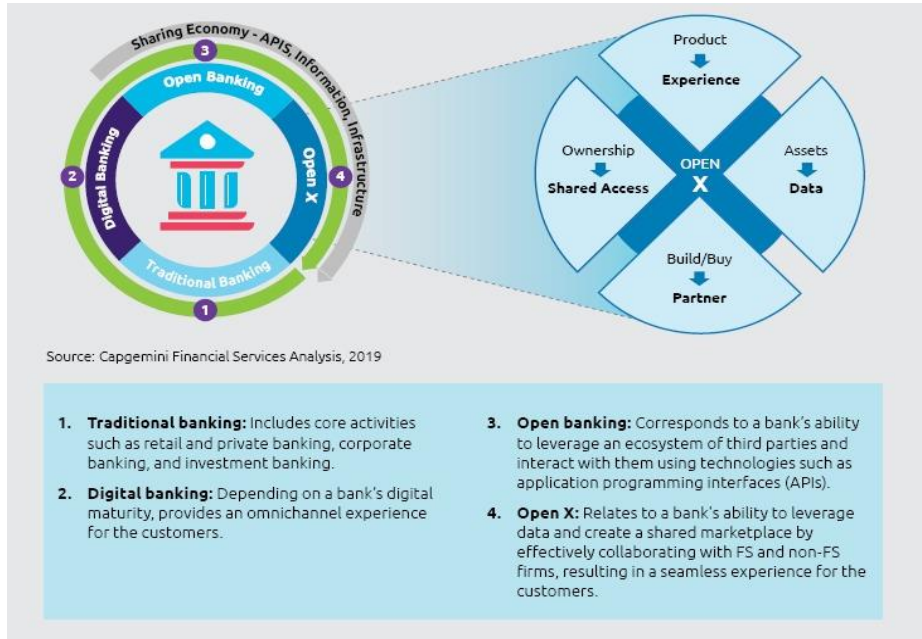 Sharing Economy - APIS, Information, Infrastructure
3
Open Banking
2
Digital Banking
Open X
4
Traditional Banking
1
Product
Experience
Ownership
Shared Access
OPEN
X
Assets
Data
Build/Buy
Partner
Source: Capgemini Financial Services Analysis, 2019
1. Traditional banking: Includes core activities
such as retail and private banking, corporate
banking, and investment banking.
2. Digital banking: Depending on a bank's digital
maturity, provides an omnichannel experience
for the customers.
3. Open banking: Corresponds to a bank's ability
to leverage an ecosystem of third parties and
interact with them using technologies such as
application programming interfaces (APIs).
4. Open X: Relates to a bank's ability to leverage
data and create a shared marketplace by
effectively collaborating with FS and non-FS
firms, resulting in a seamless experience for the
customers.